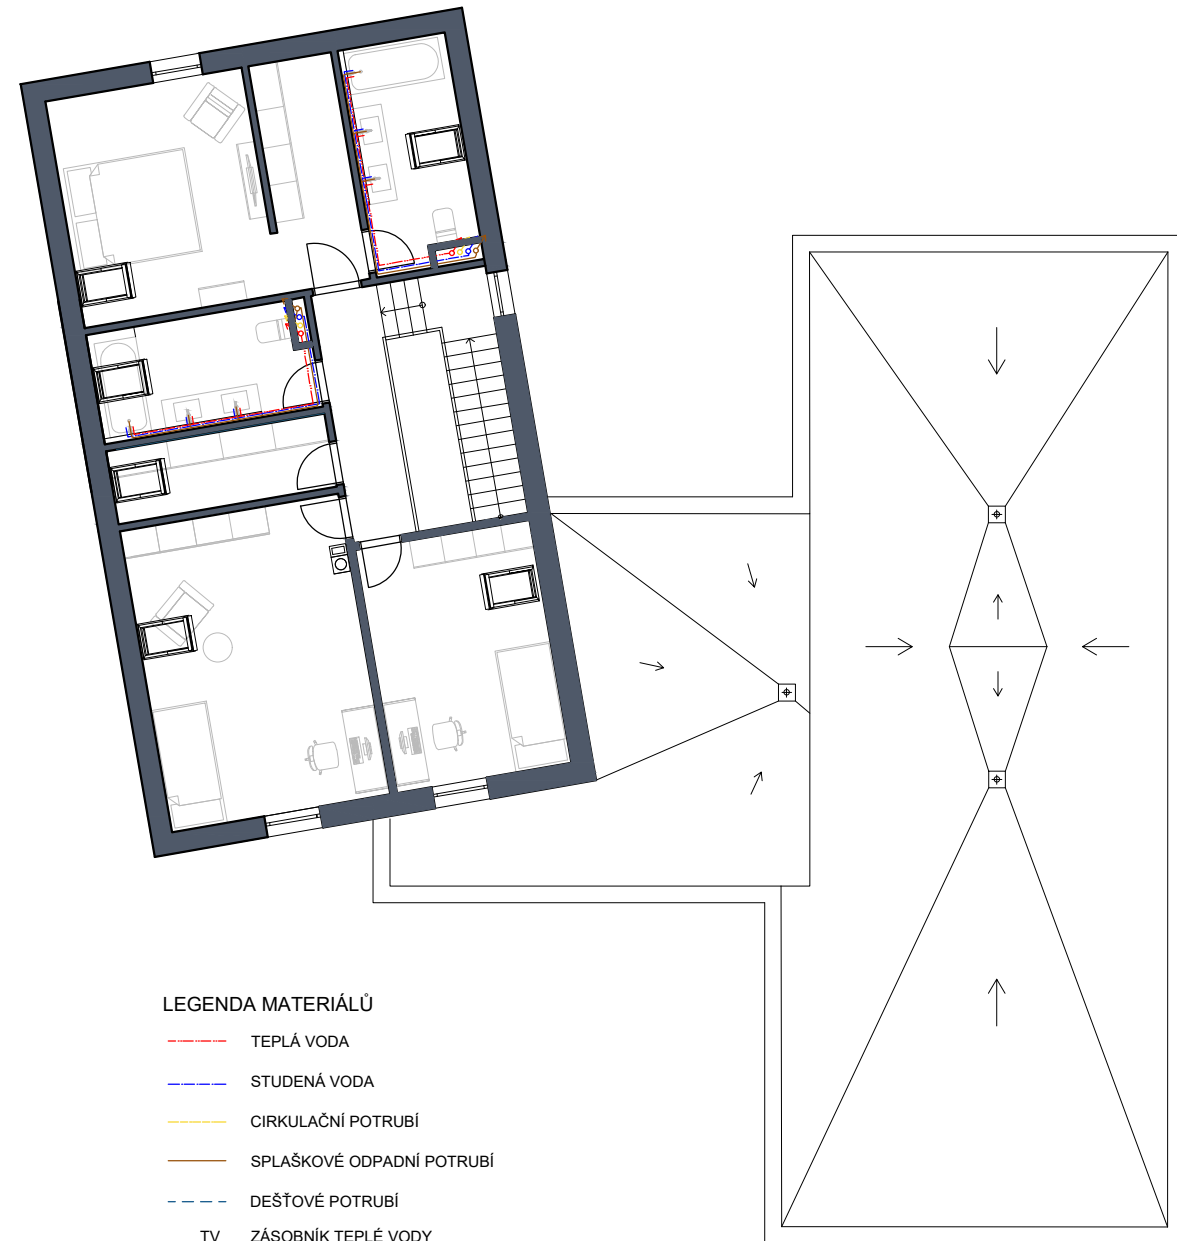 LEGENDA MATERIÁLŮ
TEPLÁ VODA
STUDENÁ VODA
CIRKULAČNÍ POTRUBÍ
SPLAŠKOVÉ ODPADNÍ POTRUBÍ
DEŠŤOVÉ POTRUBÍ
TV ZÁSOBNÍK TEPLÉ VODY